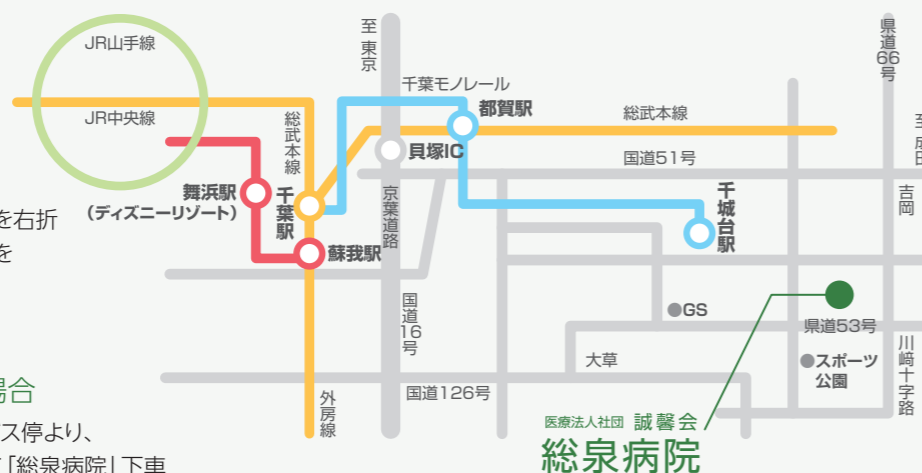 JR山手線
JR中央線
至 東京
千葉モノレール
都賀駅
総武本線
県道66号
総武本線
貝塚IC
国道51号
至 成田
舞浜駅
（ディズニーリゾート）
千葉駅
京葉道路
千城台駅
吉岡
を右折
を
蘇我駅
国道16号
●GS
県道53号
川崎十字路
大草
●スポーツ
公園
国道126号
外房線
場合
ス停より、
「総泉病院」下車
医療法人社団 誠馨会
総泉病院